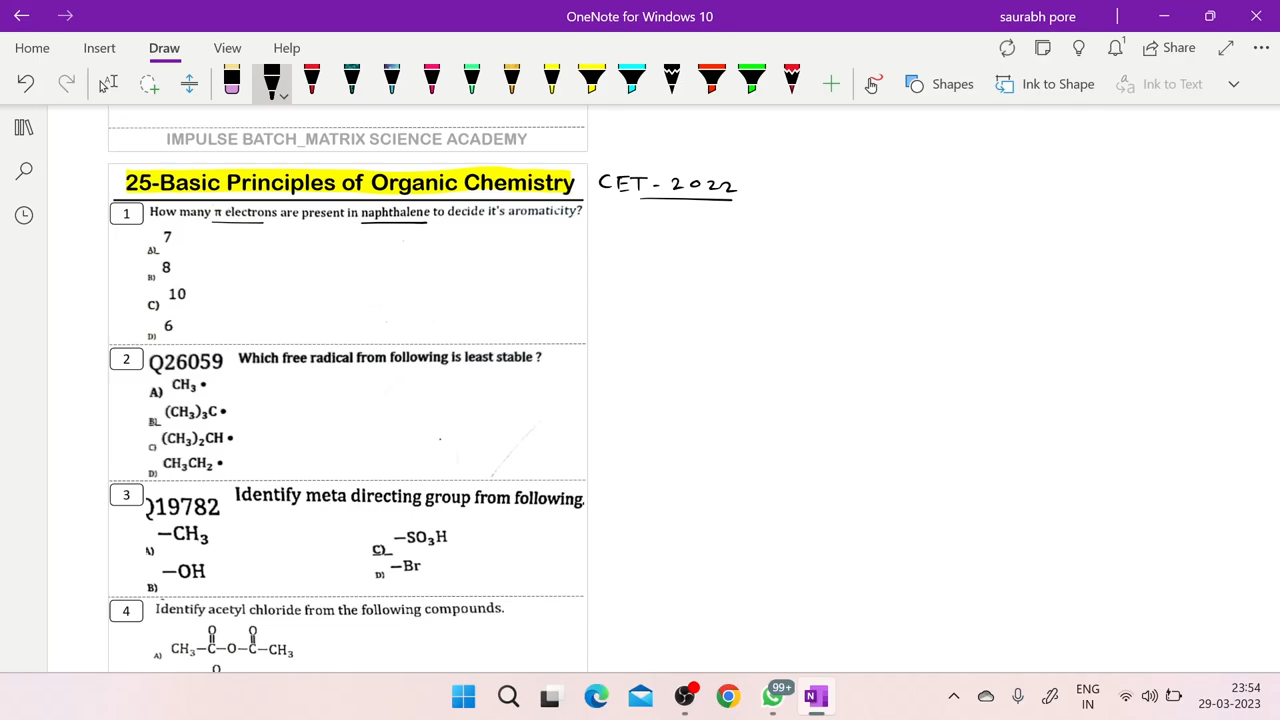 OneNote for Windows 10
saurabh pore
Home Insert Draw View Help
Share
Shapes
Ink to Shape
Ink to Text
IMPULSE BATCH_MATRIX SCIENCE ACADEMY
25-Basic Principles of Organic Chemistry CET - 2022
1 How many π electrons are present in naphthalene to decide it's aromaticity?
A) 7
B) 8
C) 10
D) 6
2 Q26059 Which free radical from following is least stable ?
A) CH₃ •
B) (CH₃)₃C •
C) (CH₃)₂CH •
D) CH₃CH₂ •
3 Q19782 Identify meta directing group from following.
A) –CH₃
C) –SO₃H
B) –OH
D) –Br
4 Identify acetyl chloride from the following compounds.
O O
A) CH₃–C–O–C–CH₃
O
99+
ENG
IN
23:54
29-03-2023